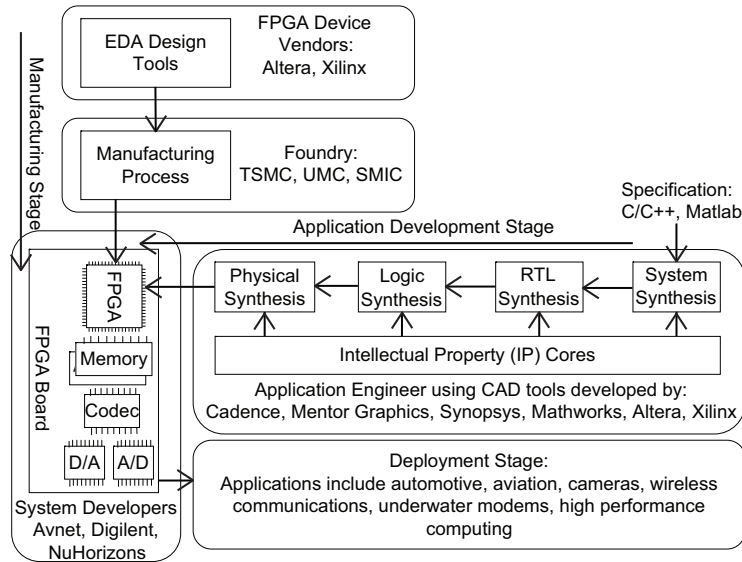 EDA Design
Tools
FPGA Device
Vendors:
Altera, Xilinx
Manufacturing Stage
Manufacturing
Process
Foundry:
TSMC, UMC, SMIC
Specification:
C/C++, Matlab
Application Development Stage
FPGA Board
FPGA
Memory
Codec
D/A
A/D
System Developers
Avnet, Digilent,
NuHorizons
Physical
Synthesis
Logic
Synthesis
RTL
Synthesis
System
Synthesis
Intellectual Property (IP) Cores
Application Engineer using CAD tools developed by:
Cadence, Mentor Graphics, Synopsys, Mathworks, Altera, Xilinx
Deployment Stage:
Applications include automotive, aviation, cameras, wireless
communications, underwater modems, high performance
computing